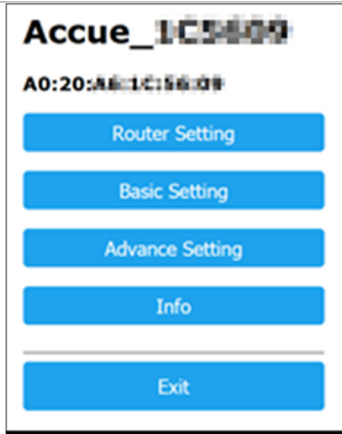 Accue_
A0:20:
Router Setting
Basic Setting
Advance Setting
Info
Exit